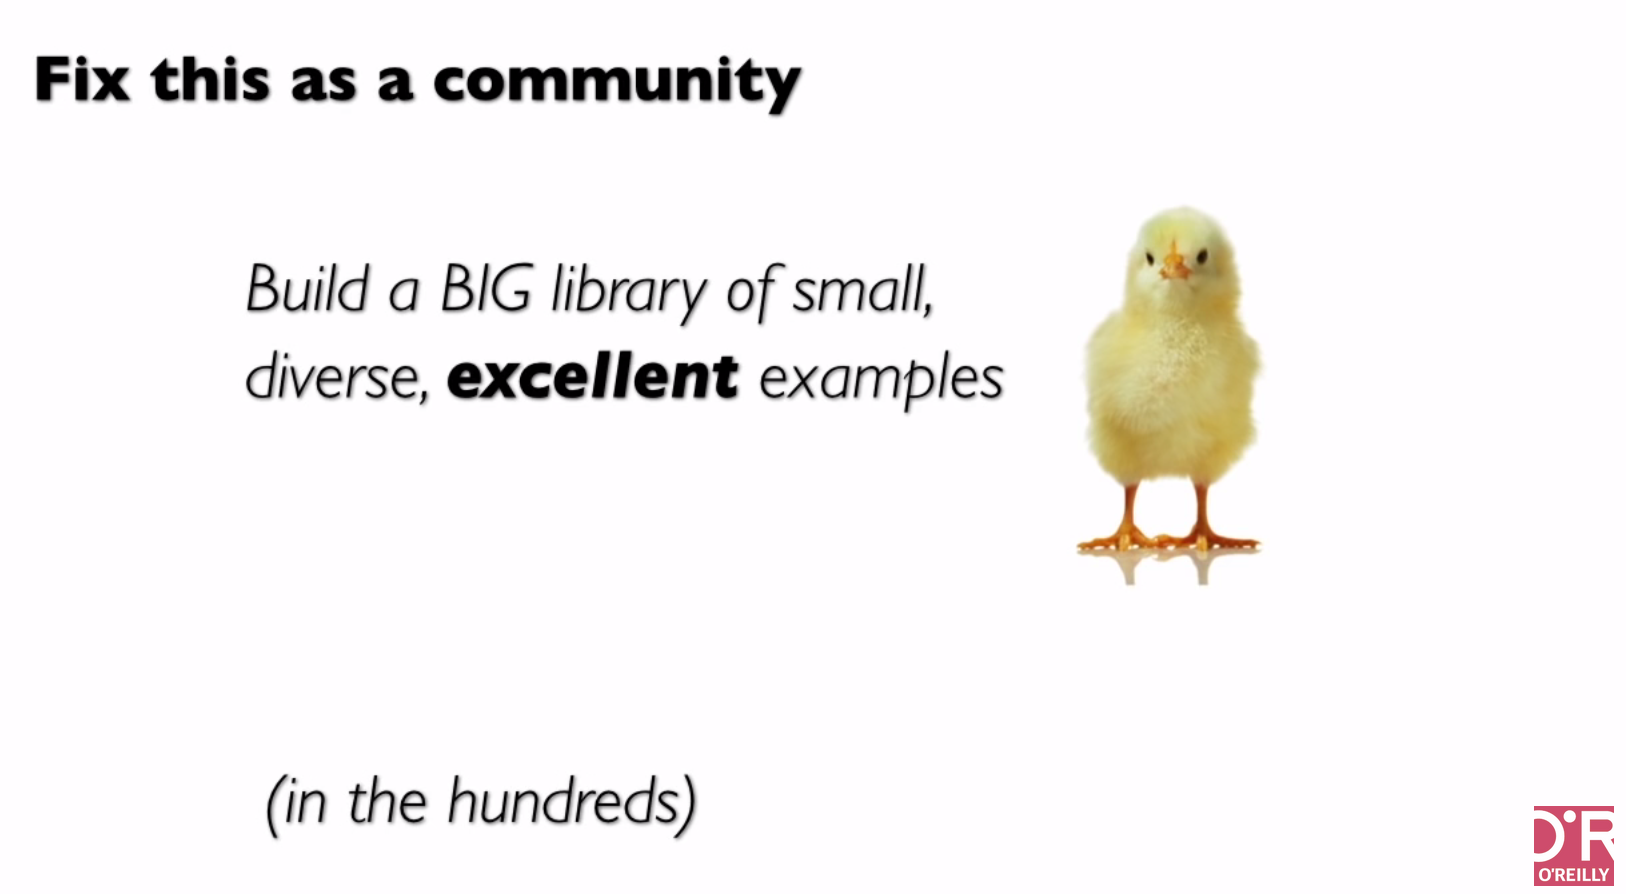 Fix this as a community
Build a BIG library of small,
diverse, excellent examples
(in the hundreds)
O'R
O'REILLY